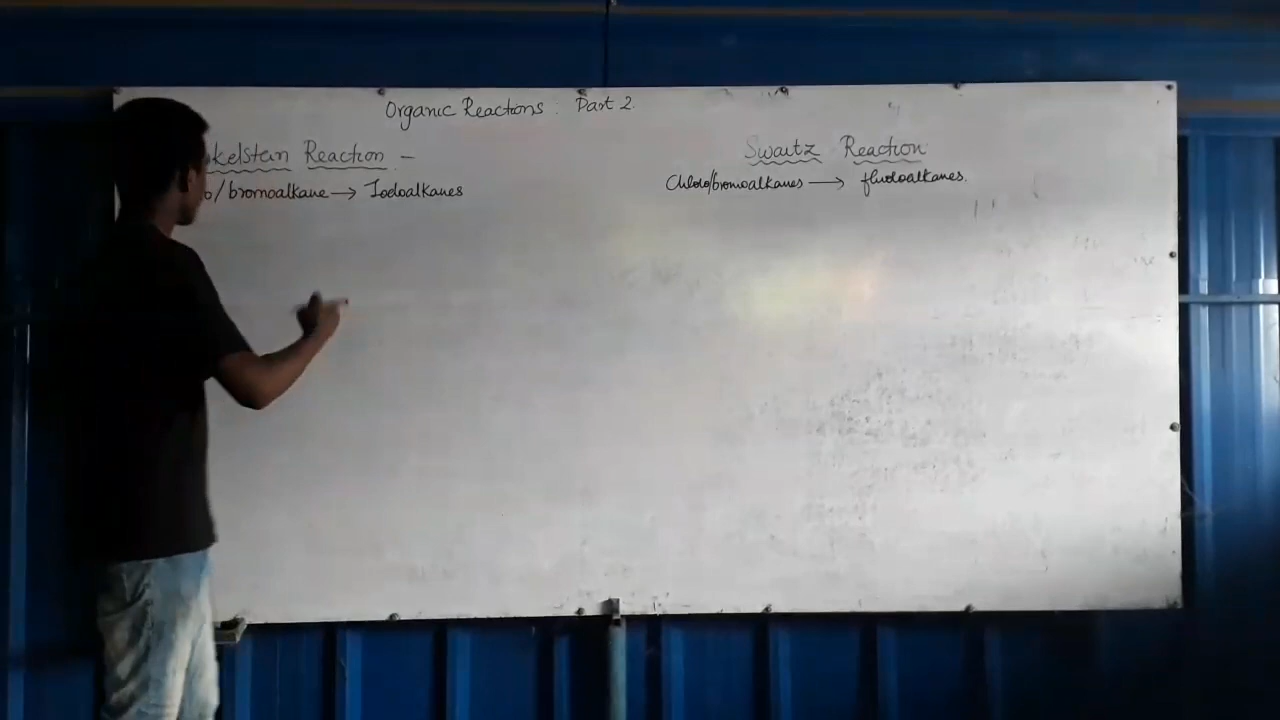 Organic Reactions : Part 2.
kelstein Reaction –
o/bromoalkane → Iodoalkanes
Swartz Reaction
Chloro/bromoalkanes → fluoroalkanes.